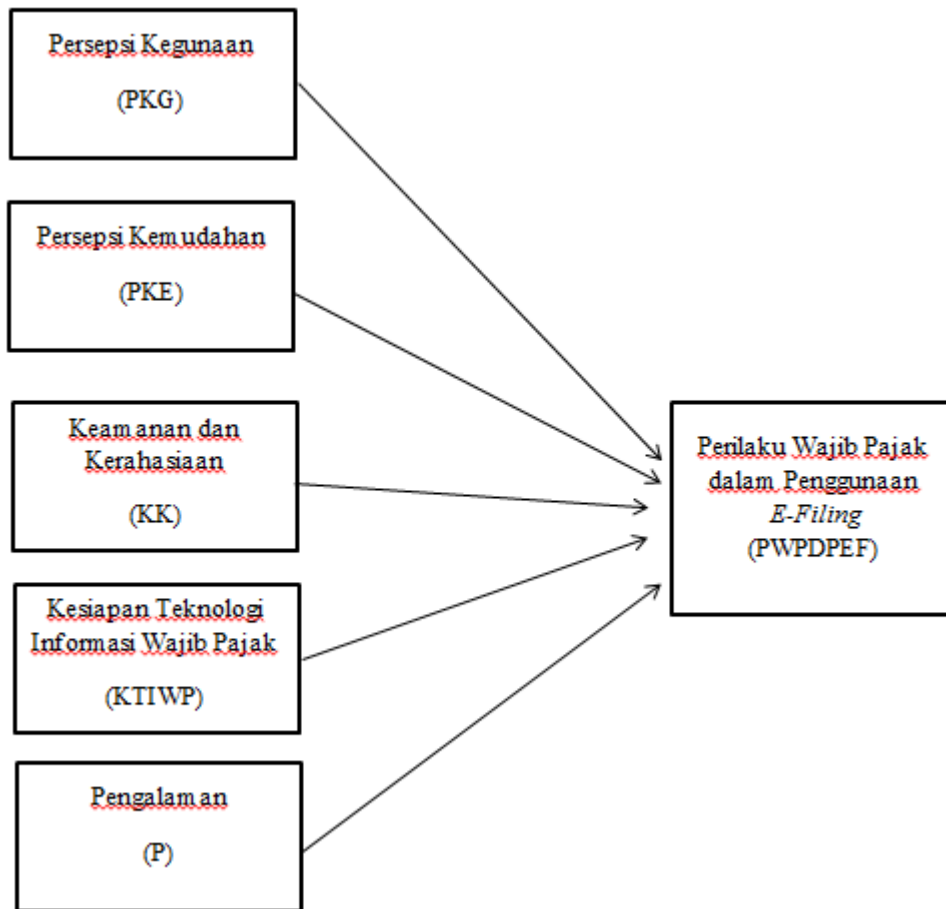 Persepsi Kegunaan
(PKG)
Persepsi Kemudahan
(PKE)
Keamanan dan
Kerahasiaan
(KK)
Kesiapan Teknologi
Informasi Wajib Pajak
(KTIWP)
Pengalaman
(P)
Perilaku Wajib Pajak
dalam Penggunaan
E-Filing
(PWPDPEF)